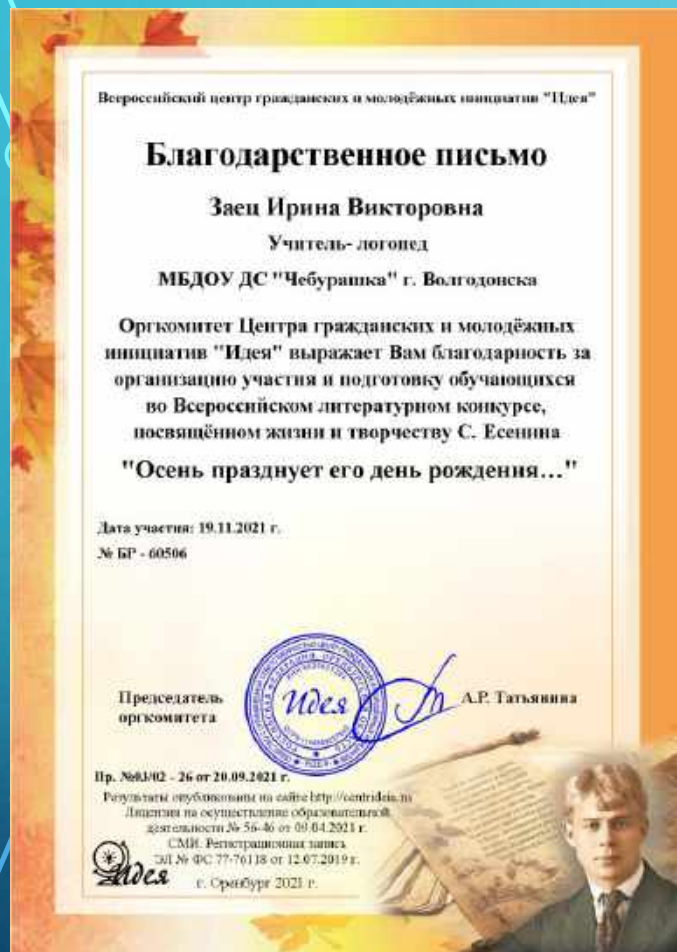 Всероссийский центр гражданских и молодёжных инициатив "Идея"
Благодарственное письмо
Заец Ирина Викторовна
Учитель- логопед
МБДОУ ДС "Чебурашка" г. Волгодонска
Оргкомитет Центра гражданских и молодёжных
инициатив "Идея" выражает Вам благодарность за
организацию участия и подготовку обучающихся
во Всероссийском литературном конкурсе,
посвящённом жизни и творчеству С. Есенина
"Осень празднует его день рождения…"
Дата участия: 19.11.2021 г.
№ БР - 60506
Председатель
оргкомитета
Идея
А.Р. Татьянина
Пр. №03/02 - 26 от 20.09.2021 г.
Результаты опубликованы на сайте http://centrideia.ru
Лицензия на осуществление образовательной
деятельности № 56-46 от 09.04.2021 г.
СМИ. Регистрационная запись
ЭЛ № ФС 77-76118 от 12.07.2019 г.
Идея
г. Оренбург 2021 г.